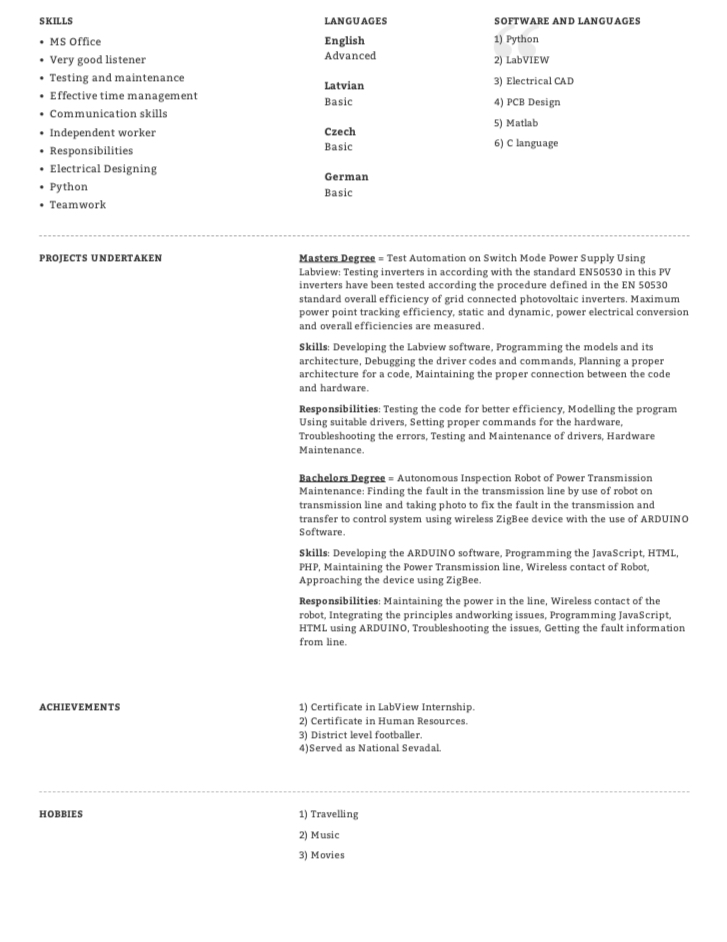 SKILLS
• MS Office
• Very good listener
• Testing and maintenance
• Effective time management
• Communication skills
• Independent worker
• Responsibilities
• Electrical Designing
• Python
• Teamwork
LANGUAGES
English
Advanced
Latvian
Basic
Czech
Basic
German
Basic
SOFTWARE AND LANGUAGES
1) Python
2) LabVIEW
3) Electrical CAD
4) PCB Design
5) Matlab
6) C language
PROJECTS UNDERTAKEN
Masters Degree = Test Automation on Switch Mode Power Supply Using
Labview: Testing inverters in according with the standard EN50530 in this PV
inverters have been tested according the procedure defined in the EN 50530
standard overall efficiency of grid connected photovoltaic inverters. Maximum
power point tracking efficiency, static and dynamic, power electrical conversion
and overall efficiencies are measured.
Skills: Developing the Labview software, Programming the models and its
architecture, Debugging the driver codes and commands, Planning a proper
architecture for a code, Maintaining the proper connection between the code
and hardware.
Responsibilities: Testing the code for better efficiency, Modelling the program
Using suitable drivers, Setting proper commands for the hardware,
Troubleshooting the errors, Testing and Maintenance of drivers, Hardware
Maintenance.
Bachelors Degree = Autonomous Inspection Robot of Power Transmission
Maintenance: Finding the fault in the transmission line by use of robot on
transmission line and taking photo to fix the fault in the transmission and
transfer to control system using wireless ZigBee device with the use of ARDUINO
Software.
Skills: Developing the ARDUINO software, Programming the JavaScript, HTML,
PHP, Maintaining the Power Transmission line, Wireless contact of Robot,
Approaching the device using ZigBee.
Responsibilities: Maintaining the power in the line, Wireless contact of the
robot, Integrating the principles andworking issues, Programming JavaScript,
HTML using ARDUINO, Troubleshooting the issues, Getting the fault information
from line.
ACHIEVEMENTS
1) Certificate in LabView Internship.
2) Certificate in Human Resources.
3) District level footballer.
4)Served as National Sevadal.
HOBBIES
1) Travelling
2) Music
3) Movies